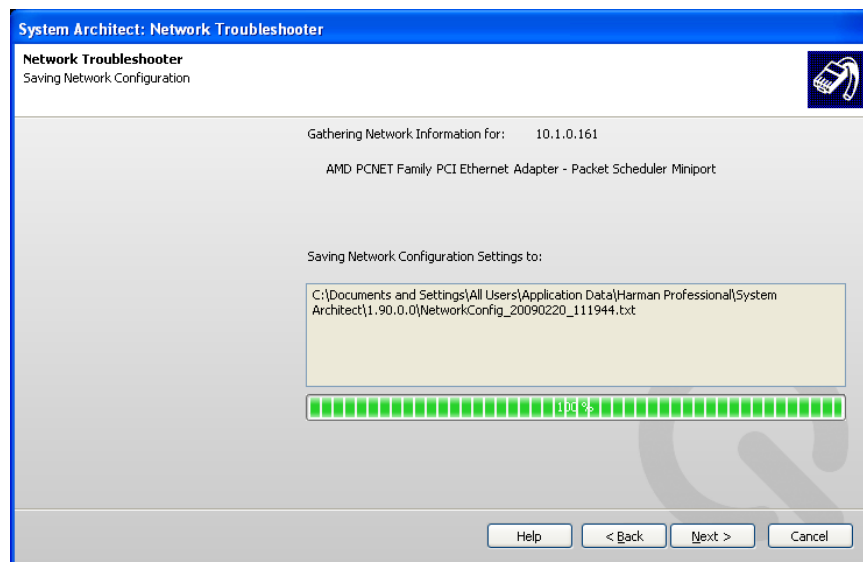 System Architect: Network Troubleshooter
Network Troubleshooter
Saving Network Configuration
Gathering Network Information for: 10.1.0.161
AMD PCNET Family PCI Ethernet Adapter - Packet Scheduler Miniport
Saving Network Configuration Settings to:
C:\Documents and Settings\All Users\Application Data\Harman Professional\System
Architect\1.90.0.0\NetworkConfig_20090220_111944.txt
100 %
Help < Back Next > Cancel